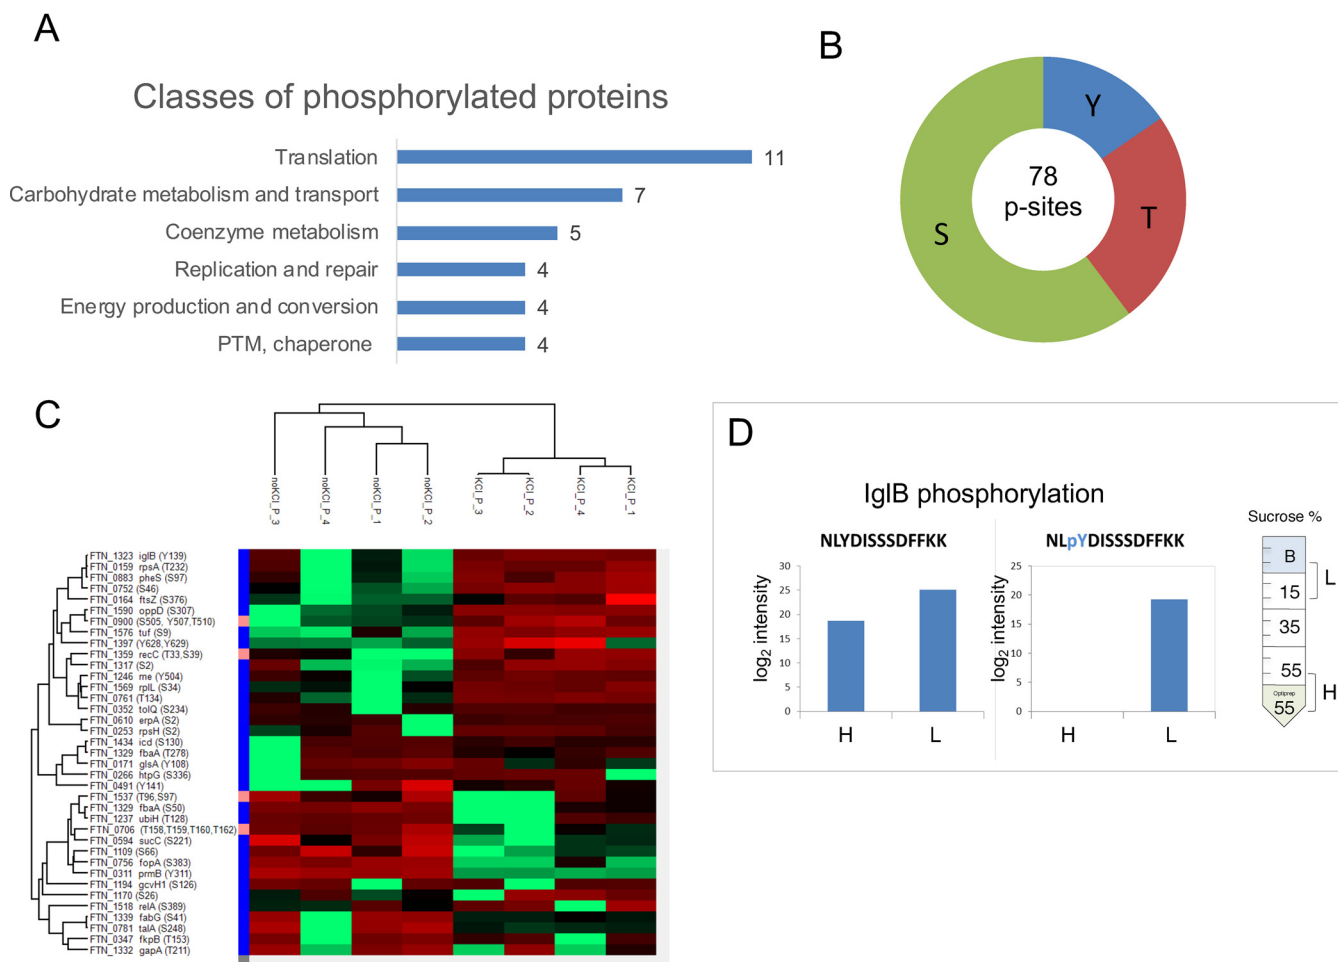 A
Classes of phosphorylated proteins
Translation 11
Carbohydrate metabolism and transport 7
Coenzyme metabolism 5
Replication and repair 4
Energy production and conversion 4
PTM, chaperone 4
B
Y
T
S
78
p-sites
C
noKCl_P_3
noKCl_P_4
noKCl_P_1
noKCl_P_2
KCl_P_3
KCl_P_2
KCl_P_4
KCl_P_1
FTN_1323 iglB (Y139)
FTN_0159 rpsA (T232)
FTN_0883 pheS (S97)
FTN_0752 (S46)
FTN_0164 ftsZ (S376)
FTN_1590 oppD (S307)
FTN_0900 (S505, Y507,T510)
FTN_1576 tuf (S9)
FTN_1397 (Y628,Y629)
FTN_1359 recC (T33,S39)
FTN_1317 (S2)
FTN_1246 rne (Y504)
FTN_1569 rplL (S34)
FTN_0761 (T134)
FTN_0352 tolQ (S234)
FTN_0610 erpA (S2)
FTN_0253 rpsH (S2)
FTN_1434 icd (S130)
FTN_1329 fbaA (T278)
FTN_0171 glsA (Y108)
FTN_0266 htpG (S336)
FTN_0491 (Y141)
FTN_1537 (T96,S97)
FTN_1329 fbaA (S50)
FTN_1237 ubiH (T128)
FTN_0706 (T158,T159,T160,T162)
FTN_0594 sucC (S221)
FTN_1109 (S66)
FTN_0756 fopA (S383)
FTN_0311 prmB (Y311)
FTN_1194 gcvH1 (S126)
FTN_1170 (S26)
FTN_1518 relA (S389)
FTN_1339 fabG (S41)
FTN_0781 talA (S248)
FTN_0347 fkpB (T153)
FTN_1332 gapA (T211)
D
IglB phosphorylation
NLYDISSSDFFKK
log2 intensity
30
25
20
15
10
5
0
H L
NLpYDISSSDFFKK
log2 intensity
25
20
15
10
5
0
H L
Sucrose %
B
15
35
55
Optiprep
55
L
H